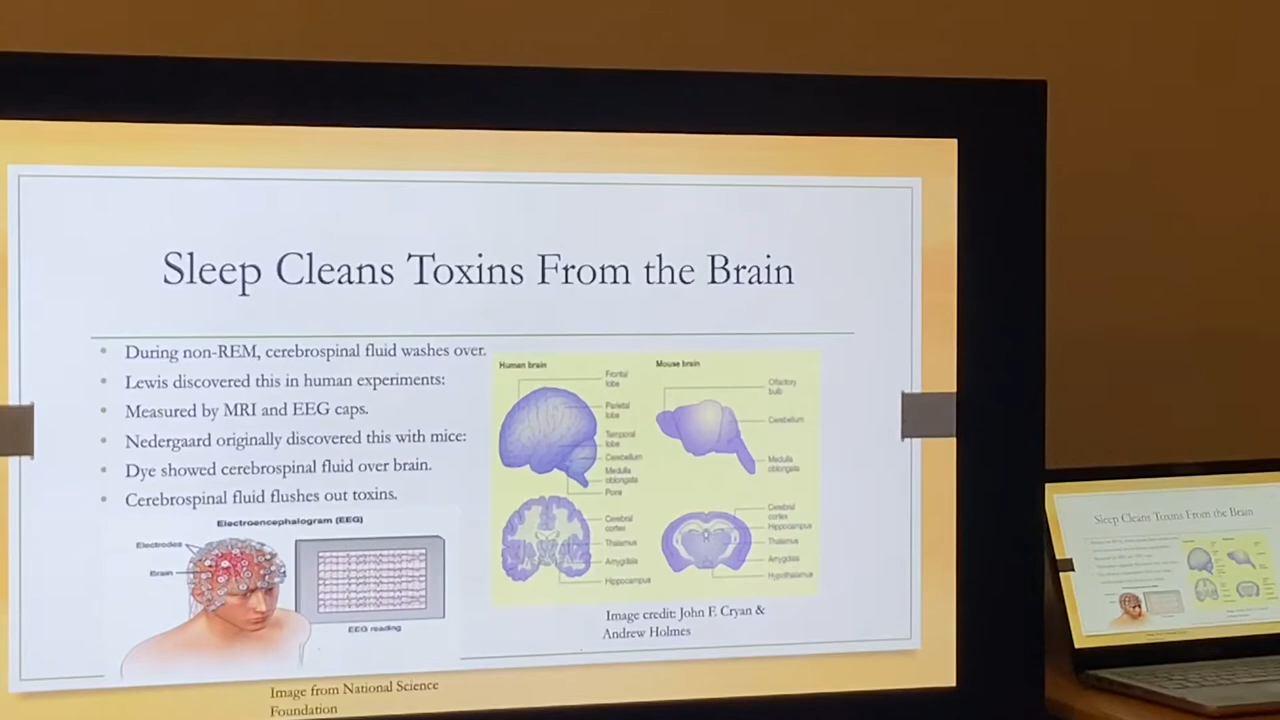 Sleep Cleans Toxins From the Brain
• During non-REM, cerebrospinal fluid washes over.
• Lewis discovered this in human experiments:
• Measured by MRI and EEG caps.
• Nedergaard originally discovered this with mice:
• Dye showed cerebrospinal fluid over brain.
• Cerebrospinal fluid flushes out toxins.
Electroencephalogram (EEG)
Electrodes
Brain
EEG reading
Image from National Science
Foundation
Human brain
Frontal
lobe
Parietal
lobe
Temporal
lobe
Cerebellum
Medulla
oblongata
Pons
Cerebral
cortex
Thalamus
Amygdala
Hippocampus
Mouse brain
Olfactory
bulb
Cerebellum
Medulla
oblongata
Cerebral
cortex
Hippocampus
Thalamus
Amygdala
Hypothalamus
Image credit: John F. Cryan &
Andrew Holmes
Sleep Cleans Toxins From the Brain